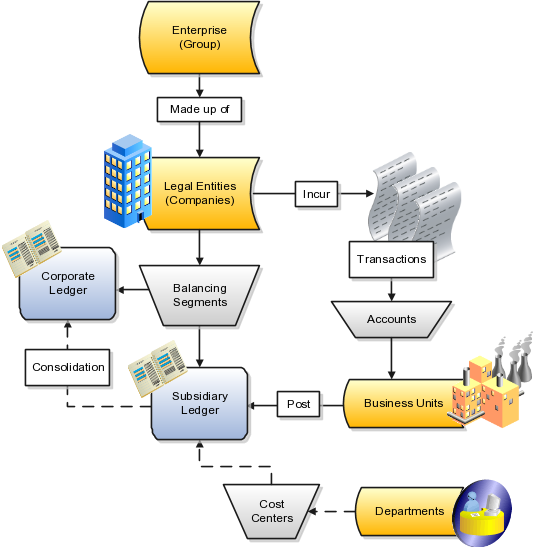 Enterprise
(Group)
Made up of
Legal Entities
(Companies)
Incur
Transactions
Corporate
Ledger
Balancing
Segments
Accounts
Consolidation
Subsidiary
Ledger
Post
Business Units
Cost
Centers
Departments